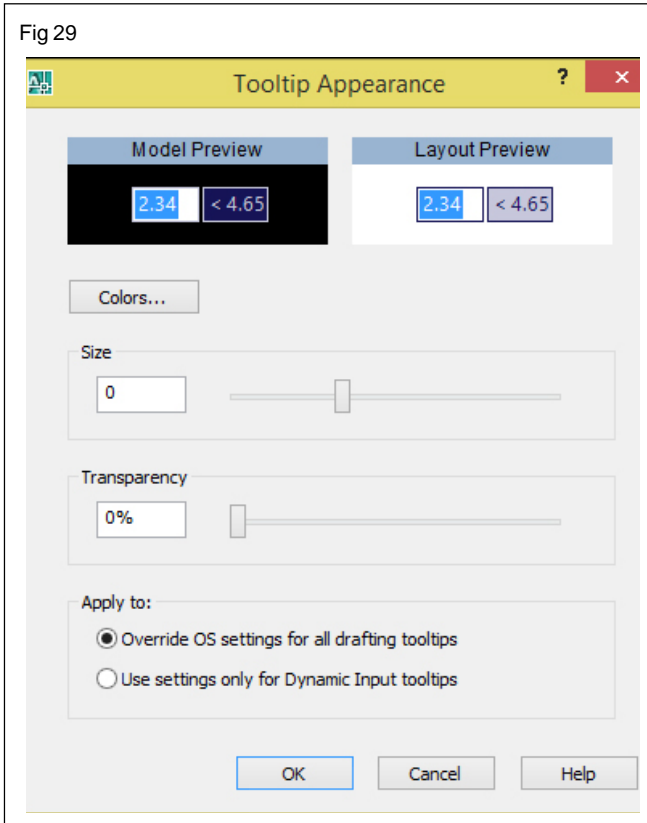 Fig 29
Tooltip Appearance ? ×
Model Preview Layout Preview
2.34 < 4.65 2.34 < 4.65
Colors...
Size
0
Transparency
0%
Apply to:
Override OS settings for all drafting tooltips
Use settings only for Dynamic Input tooltips
OK Cancel Help